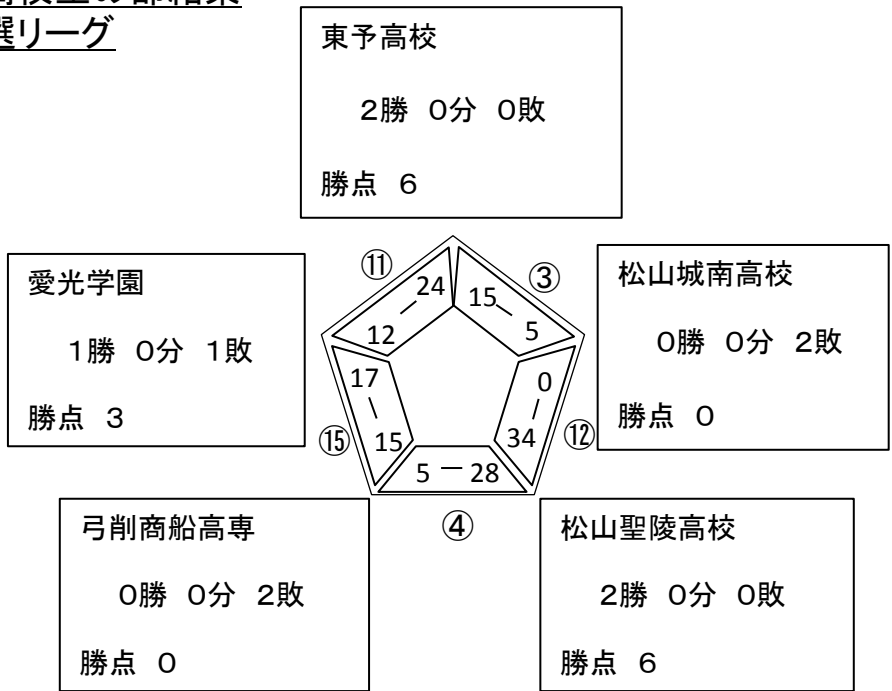 選リーグ
東予高校
２勝 ０分 ０敗
勝点 ６
愛光学園
１勝 ０分 １敗
勝点 ３
松山城南高校
０勝 ０分 ２敗
勝点 ０
⑪
24
－
12
③
15
－
5
17
－
15
⑮
0
－
34
⑫
5 － 28
④
弓削商船高専
０勝 ０分 ２敗
勝点 ０
松山聖陵高校
２勝 ０分 ０敗
勝点 ６